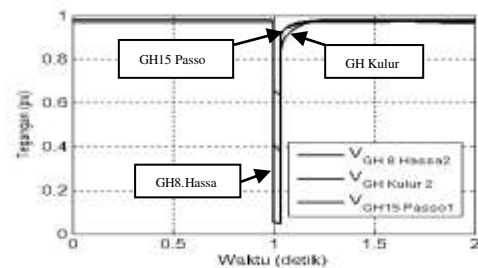 Tegangan (pu)
1
0.8
0.6
0.4
0.2
0
GH15 Passo
GH Kulur
GH8.Hassa
V GH 8 Hassa2
V GH Kulur 2
V GH15-Passo1
0
0.5
1
1.5
2
Waktu (detik)